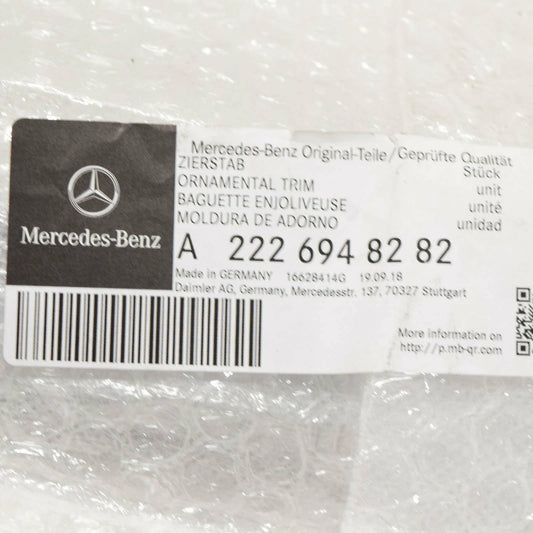 Mercedes-Benz
Mercedes-Benz Original-Teile/Geprüfte Qualität
ZIERSTAB Stück
ORNAMENTAL TRIM unit
BAGUETTE ENJOLIVEUSE unité
MOLDURA DE ADORNO unidad
A 222 694 82 82
Made in GERMANY 16628414G 19.09.18
Daimler AG, Germany, Mercedesstr. 137, 70327 Stuttgart
More information on
http://p.mb-qr.com